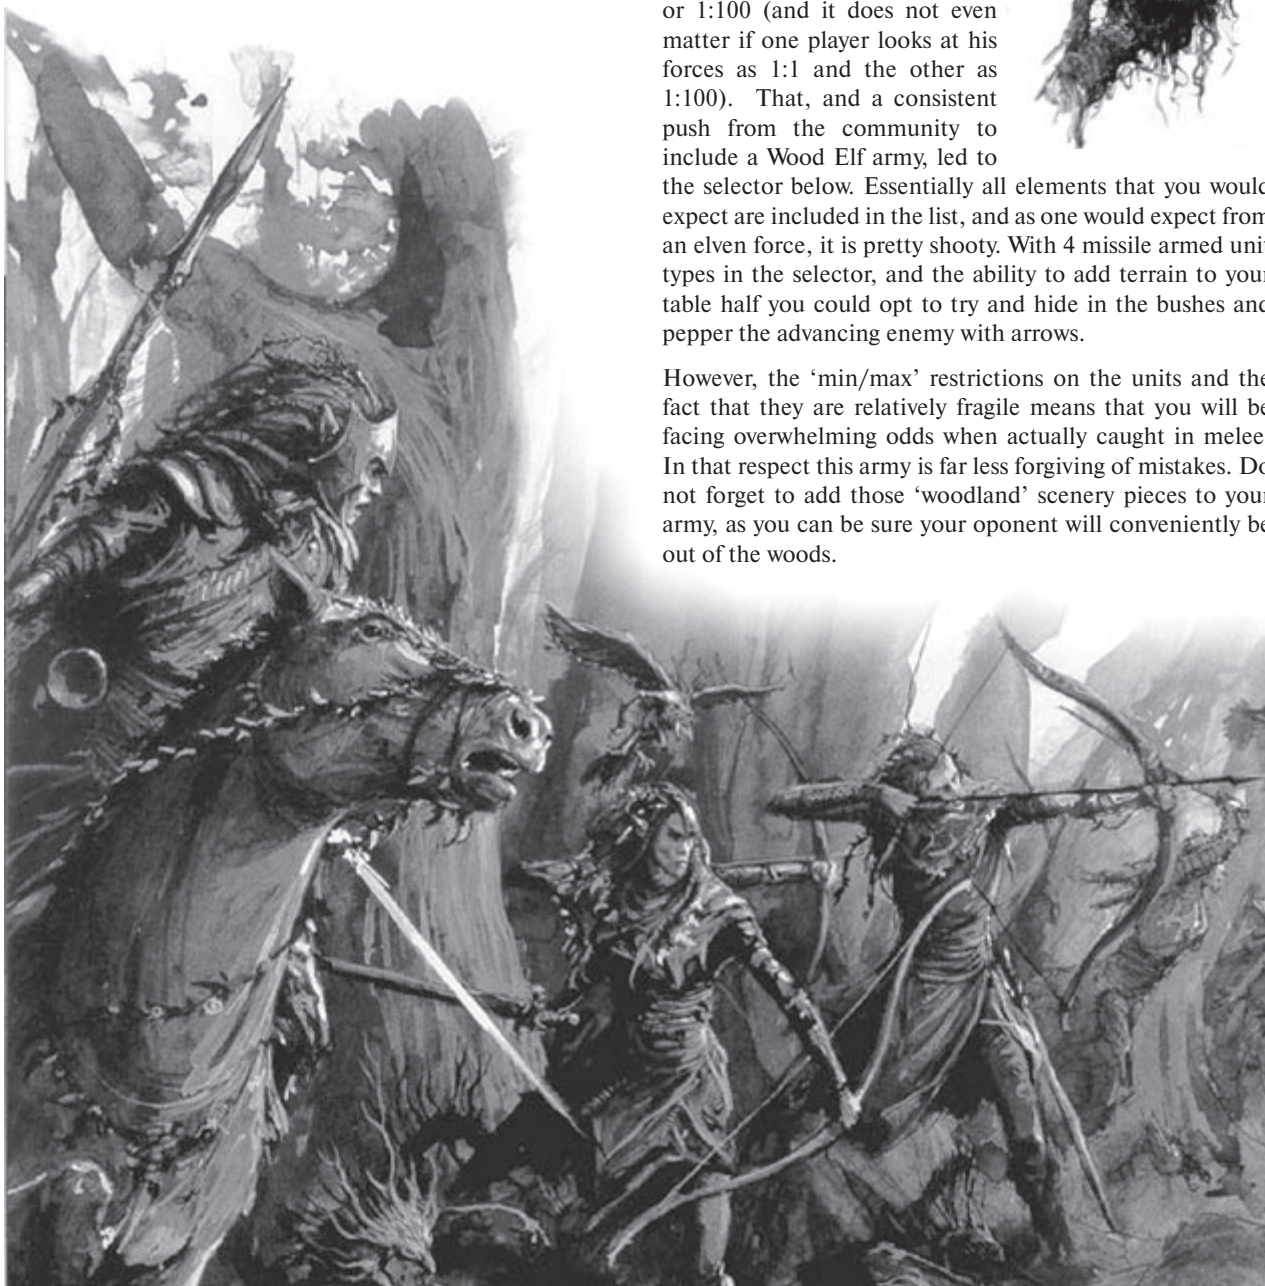 or 1:100 (and it does not even
matter if one player looks at his
forces as 1:1 and the other as
1:100). That, and a consistent
push from the community to
include a Wood Elf army, led to
the selector below. Essentially all elements that you would
expect are included in the list, and as one would expect from
an elven force, it is pretty shooty. With 4 missile armed unit
types in the selector, and the ability to add terrain to your
table half you could opt to try and hide in the bushes and
pepper the advancing enemy with arrows.
However, the ‘min/max’ restrictions on the units and the
fact that they are relatively fragile means that you will be
facing overwhelming odds when actually caught in melee
In that respect this army is far less forgiving of mistakes. Do
not forget to add those ‘woodland’ scenery pieces to your
army, as you can be sure your oponent will conveniently be
out of the woods.